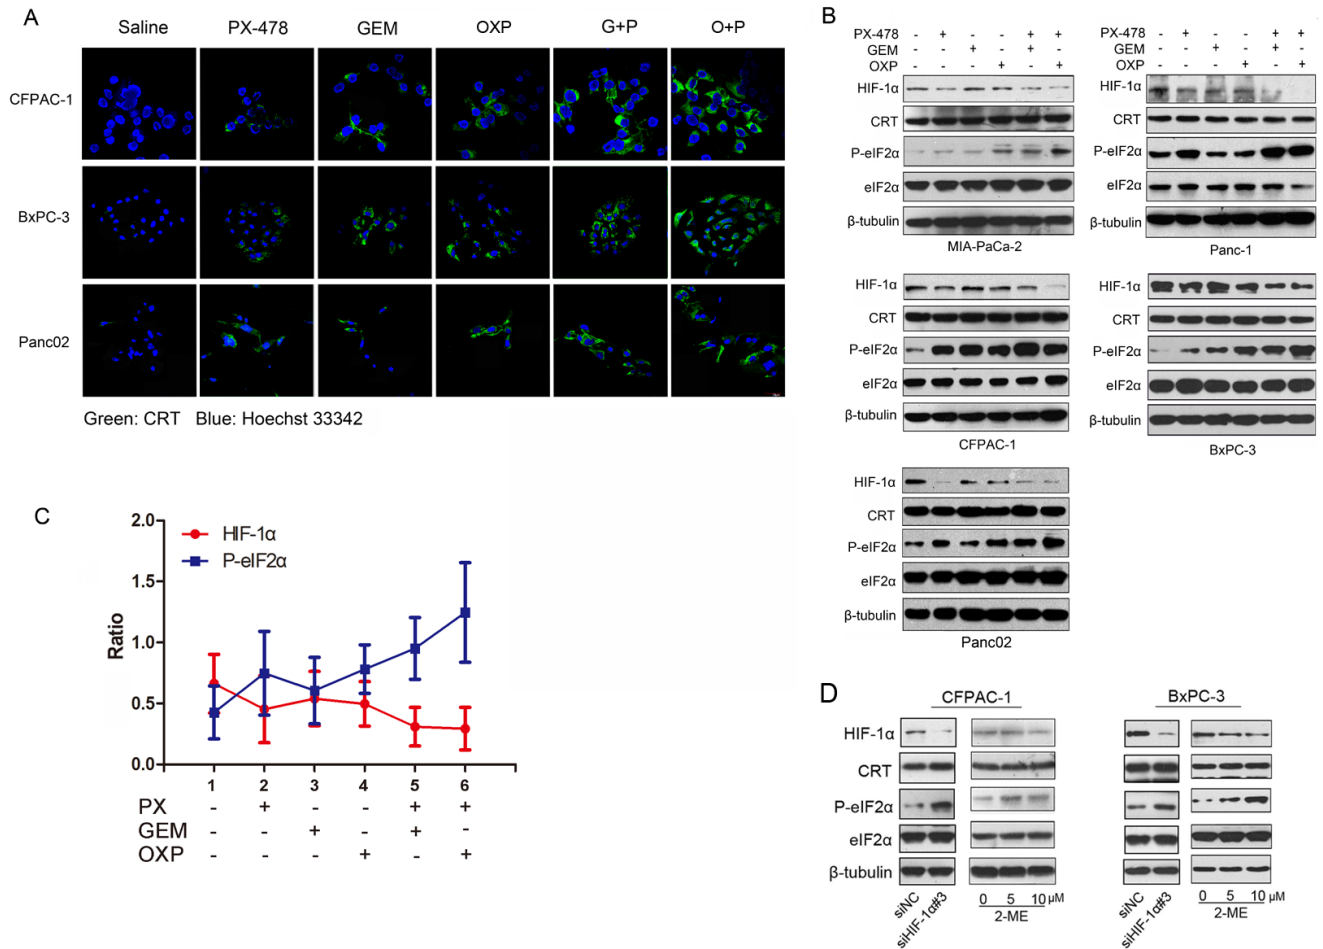 A
Saline PX-478 GEM OXP G+P O+P
CFPAC-1
BxPC-3
Panc02
Green: CRT Blue: Hoechst 33342
B
PX-478 - + - - + +
GEM - - + - + -
OXP - - - + - +
HIF-1α
CRT
P-eIF2α
eIF2α
β-tubulin
MIA-PaCa-2
PX-478 - + - - + +
GEM - - + - + -
OXP - - - + - +
HIF-1α
CRT
P-eIF2α
eIF2α
β-tubulin
Panc-1
HIF-1α
CRT
P-eIF2α
eIF2α
β-tubulin
CFPAC-1
HIF-1α
CRT
P-eIF2α
eIF2α
β-tubulin
BxPC-3
HIF-1α
CRT
P-eIF2α
eIF2α
β-tubulin
Panc02
C
HIF-1α
P-eIF2α
Ratio
2.0
1.5
1.0
0.5
0.0
1 2 3 4 5 6
PX - + - - + +
GEM - - + - + -
OXP - - - + - +
D
CFPAC-1 BxPC-3
HIF-1α
CRT
P-eIF2α
eIF2α
β-tubulin
siNC
siHIF-1α#3
0 5 10 μM
2-ME
siNC
siHIF-1α#3
0 5 10 μM
2-ME